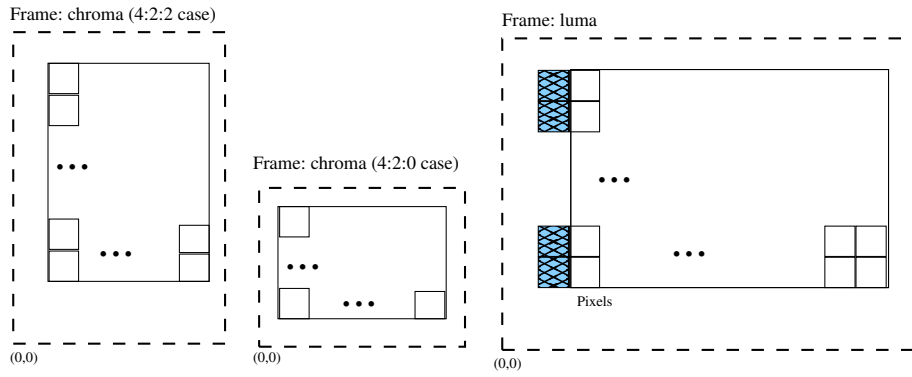 Frame: chroma (4:2:2 case)
Frame: luma
Frame: chroma (4:2:0 case)
Pixels
(0,0)
(0,0)
(0,0)